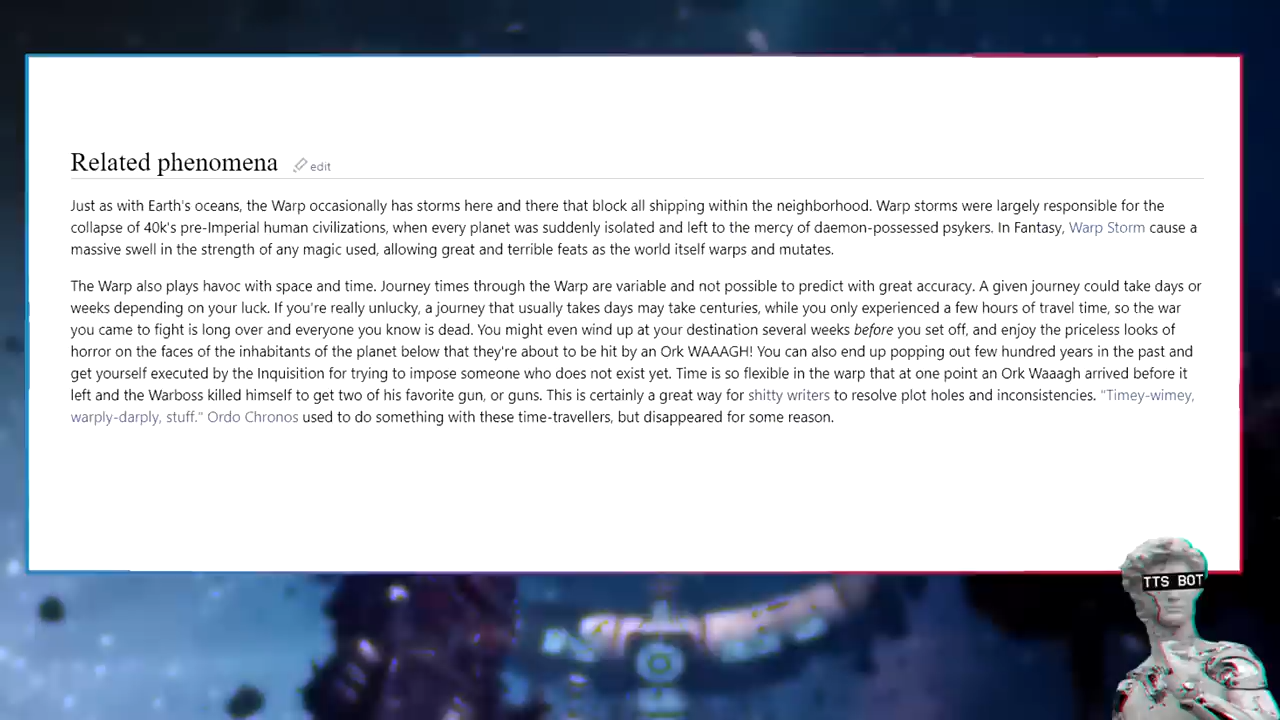 Related phenomena edit
Just as with Earth's oceans, the Warp occasionally has storms here and there that block all shipping within the neighborhood. Warp storms were largely responsible for the
collapse of 40k's pre-Imperial human civilizations, when every planet was suddenly isolated and left to the mercy of daemon-possessed psykers. In Fantasy, Warp Storm cause a
massive swell in the strength of any magic used, allowing great and terrible feats as the world itself warps and mutates.
The Warp also plays havoc with space and time. Journey times through the Warp are variable and not possible to predict with great accuracy. A given journey could take days or
weeks depending on your luck. If you're really unlucky, a journey that usually takes days may take centuries, while you only experienced a few hours of travel time, so the war
you came to fight is long over and everyone you know is dead. You might even wind up at your destination several weeks before you set off, and enjoy the priceless looks of
horror on the faces of the inhabitants of the planet below that they're about to be hit by an Ork WAAAGH! You can also end up popping out few hundred years in the past and
get yourself executed by the Inquisition for trying to impose someone who does not exist yet. Time is so flexible in the warp that at one point an Ork Waaagh arrived before it
left and the Warboss killed himself to get two of his favorite gun, or guns. This is certainly a great way for shitty writers to resolve plot holes and inconsistencies. "Timey-wimey,
warply-darply, stuff." Ordo Chronos used to do something with these time-travellers, but disappeared for some reason.
TTS BOT